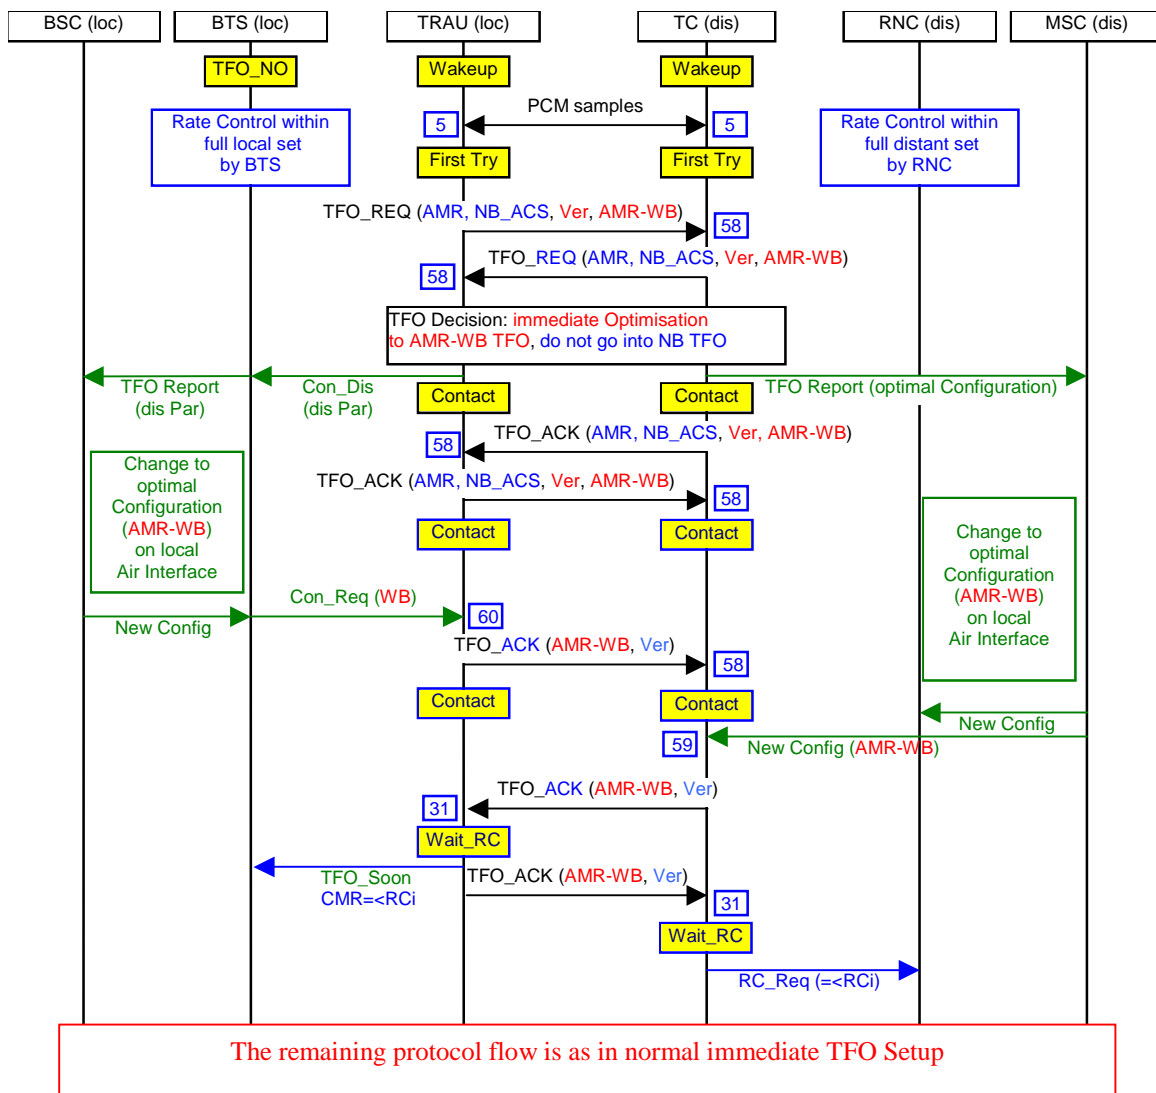 BSC (loc)
BTS (loc)
TRAU (loc)
TC (dis)
RNC (dis)
MSC (dis)
TFO_NO
Wakeup
Wakeup
PCM samples
5
5
Rate Control within
full local set
by BTS
Rate Control within
full distant set
by RNC
First Try
First Try
TFO_REQ (AMR, NB_ACS, Ver, AMR-WB)
58
TFO_REQ (AMR, NB_ACS, Ver, AMR-WB)
58
TFO Decision: immediate Optimisation
to AMR-WB TFO, do not go into NB TFO
TFO Report
(dis Par)
Con_Dis
(dis Par)
Contact
Contact
TFO Report (optimal Configuration)
TFO_ACK (AMR, NB_ACS, Ver, AMR-WB)
58
TFO_ACK (AMR, NB_ACS, Ver, AMR-WB)
58
Change to
optimal
Configuration
(AMR-WB)
on local
Air Interface
Contact
Contact
Change to
optimal
Configuration
(AMR-WB)
on local
Air Interface
New Config
Con_Req (WB)
60
TFO_ACK (AMR-WB, Ver)
58
Contact
Contact
New Config
59
New Config (AMR-WB)
TFO_ACK (AMR-WB, Ver)
31
Wait_RC
TFO_Soon
CMR=<RCi
TFO_ACK (AMR-WB, Ver)
31
Wait_RC
RC_Req (=<RCi)
The remaining protocol flow is as in normal immediate TFO Setup